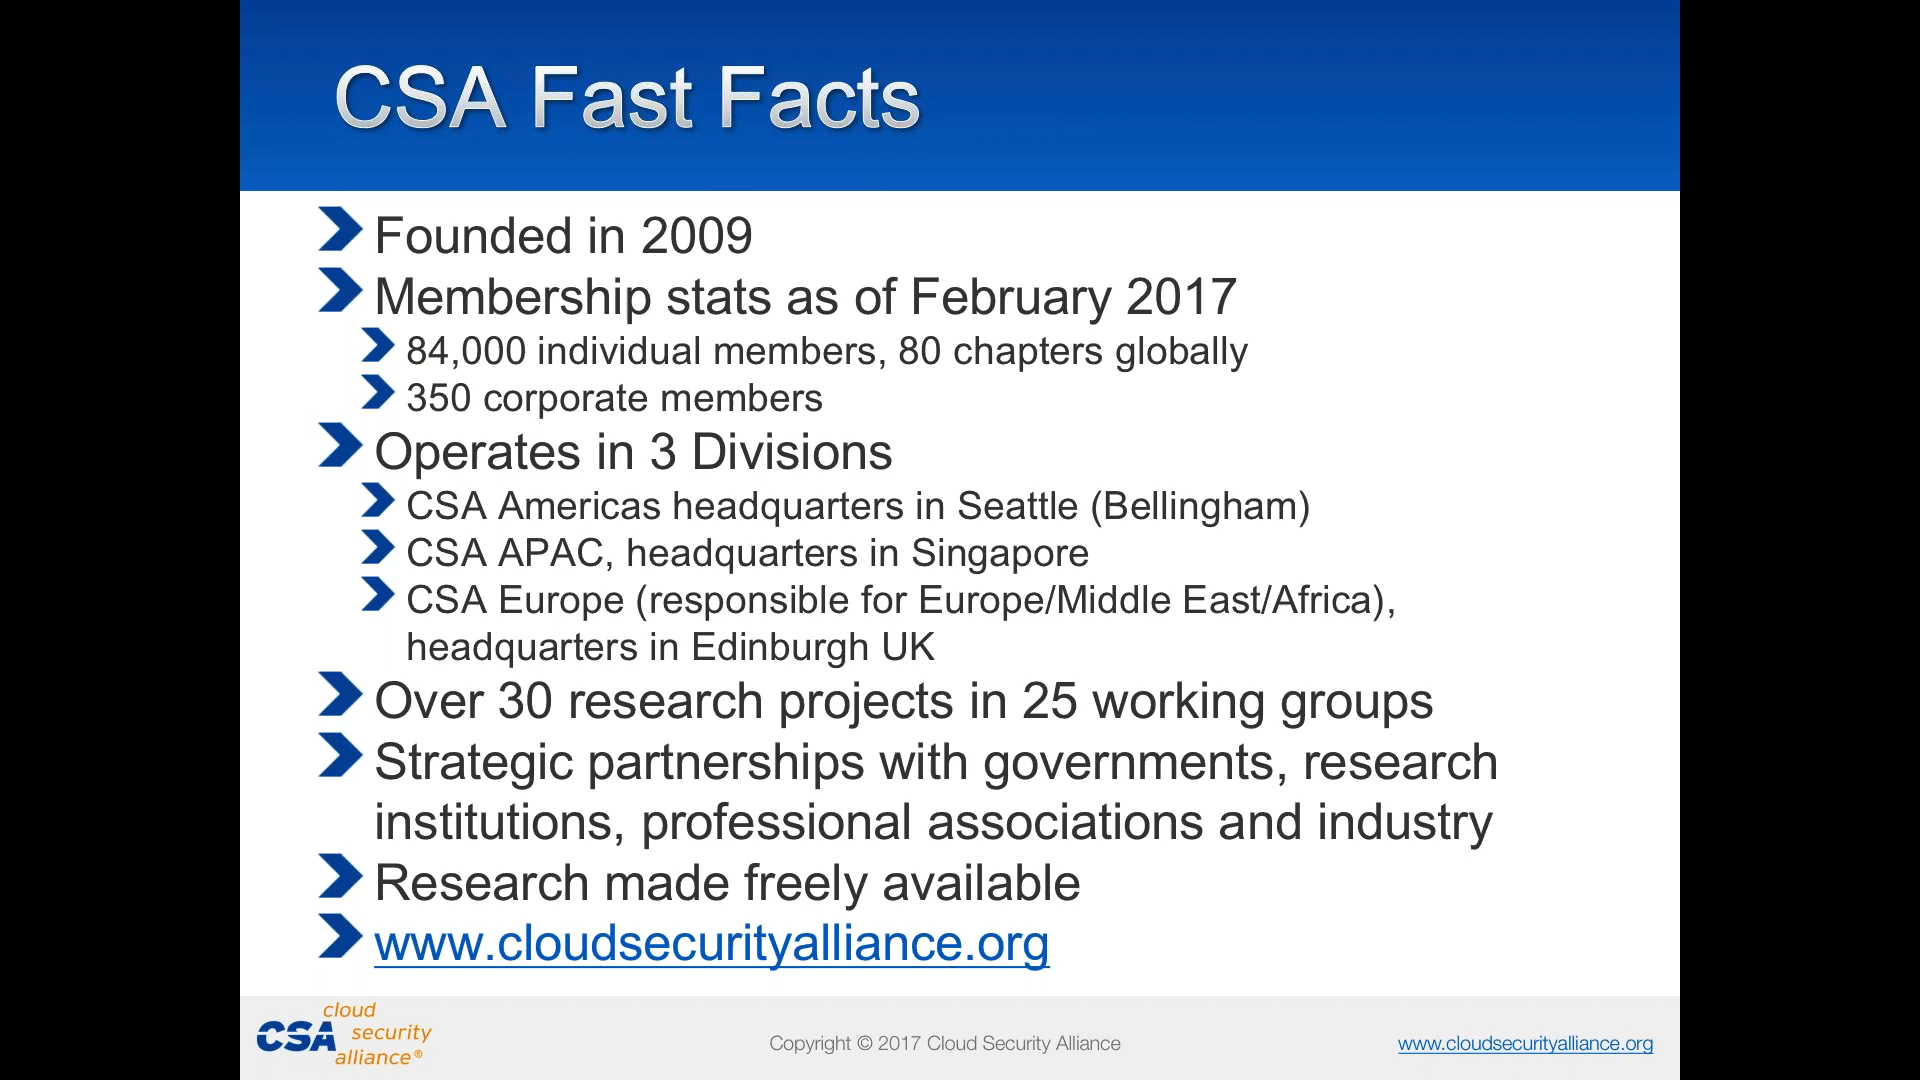 CSA Fast Facts
Founded in 2009
Membership stats as of February 2017
84,000 individual members, 80 chapters globally
350 corporate members
Operates in 3 Divisions
CSA Americas headquarters in Seattle (Bellingham)
CSA APAC, headquarters in Singapore
CSA Europe (responsible for Europe/Middle East/Africa),
headquarters in Edinburgh UK
Over 30 research projects in 25 working groups
Strategic partnerships with governments, research
institutions, professional associations and industry
Research made freely available
www.cloudsecurityalliance.org
CSA cloud
security
alliance®
Copyright © 2017 Cloud Security Alliance
www.cloudsecurityalliance.org